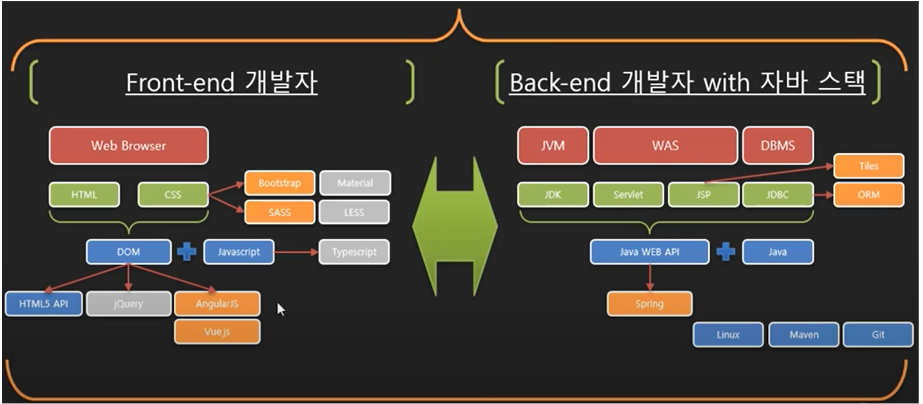 Front-end 개발자
Back-end 개발자 with 자바 스택
Web Browser
HTML
CSS
Bootstrap
Material
SASS
LESS
DOM
Javascript
Typescript
HTML5 API
jQuery
AngularJS
Vue.js
JVM
WAS
DBMS
Tiles
JDK
Servlet
JSP
JDBC
ORM
Java WEB API
Java
Spring
Linux
Maven
Git